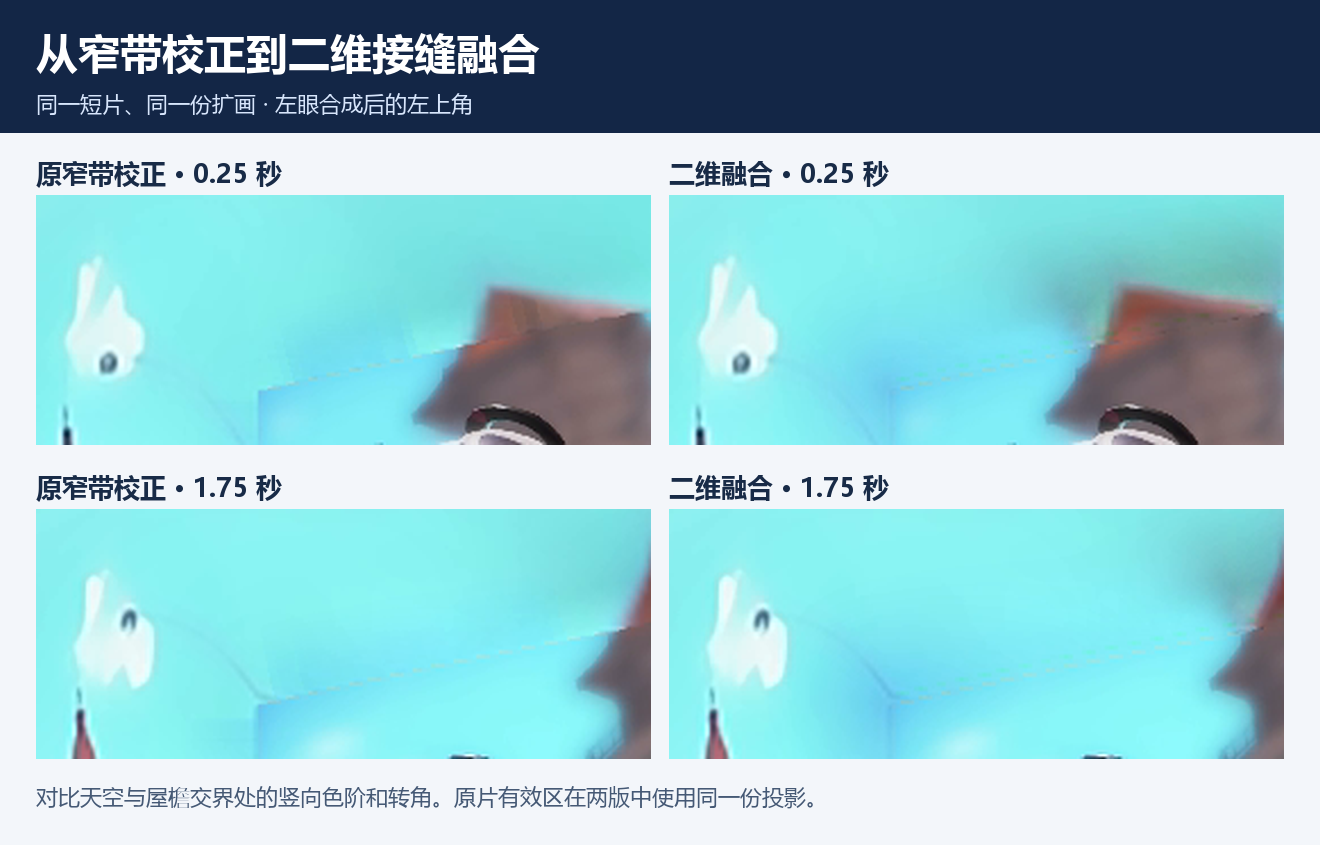 从窄带校正到二维接缝融合
同一短片、同一份扩画 · 左眼合成后的左上角
原窄带校正 • 0.25 秒
二维融合 • 0.25 秒
原窄带校正 • 1.75 秒
二维融合 • 1.75 秒
对比天空与屋檐交界处的竖向色阶和转角。原片有效区在两版中使用同一份投影。